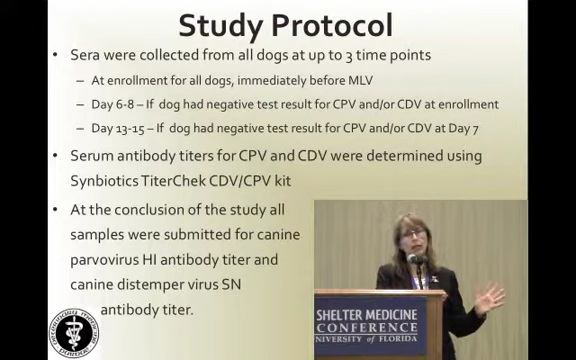 Study Protocol
• Sera were collected from all dogs at up to 3 time points
– At enrollment for all dogs, immediately before MLV
– Day 6-8 – If dog had negative test result for CPV and/or CDV at enrollment
– Day 13-15 – If dog had negative test result for CPV and/or CDV at Day 7
• Serum antibody titers for CPV and CDV were determined using
Synbiotics TiterChek CDV/CPV kit
• At the conclusion of the study all
samples were submitted for canine
parvovirus HI antibody titer and
canine distemper virus SN
antibody titer.
SHELTER MEDICINE
CONFERENCE
UNIVERSITY OF FLORIDA